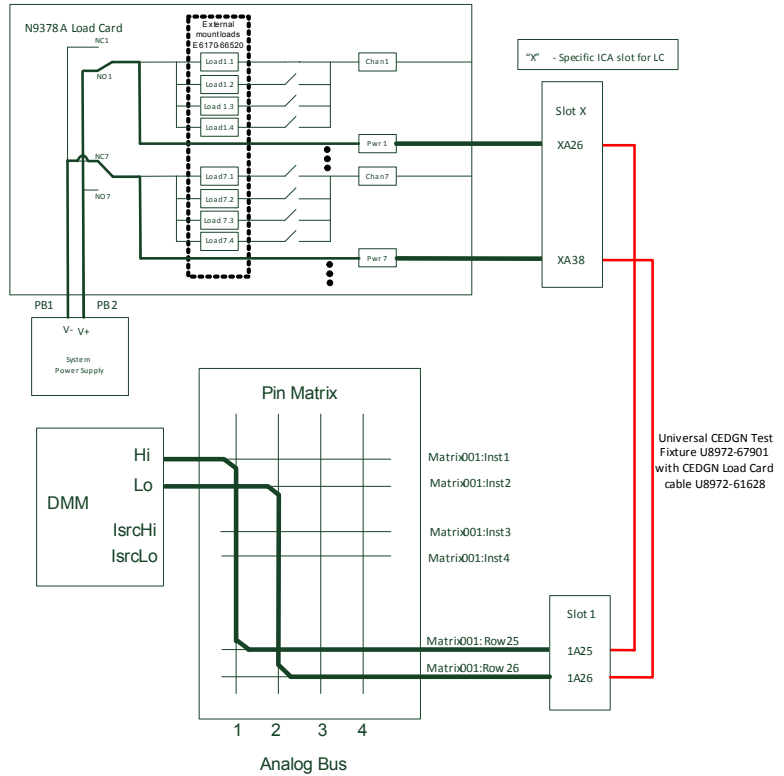 N9378A Load Card
External
mountloads
E6170-66520
NC1
NO1
Load1.1
Load1.2
Load1.3
Load1.4
Chan1
Pwr1
NC7
NO7
Load7.1
Load7.2
Load7.3
Load7.4
Chan7
Pwr7
"X" - Specific ICA slot for LC
Slot X
XA26
XA38
PB1 PB2
V- V+
System
Power Supply
Universal CEDGN Test
Fixture U8972-67901
with CEDGN Load Card
cable U8972-61628
Pin Matrix
DMM
Hi
Lo
IsrcHi
IsrcLo
Matrix001:Inst1
Matrix001:Inst2
Matrix001:Inst3
Matrix001:Inst4
Matrix001:Row25
Matrix001:Row26
Slot 1
1A25
1A26
1 2 3 4
Analog Bus